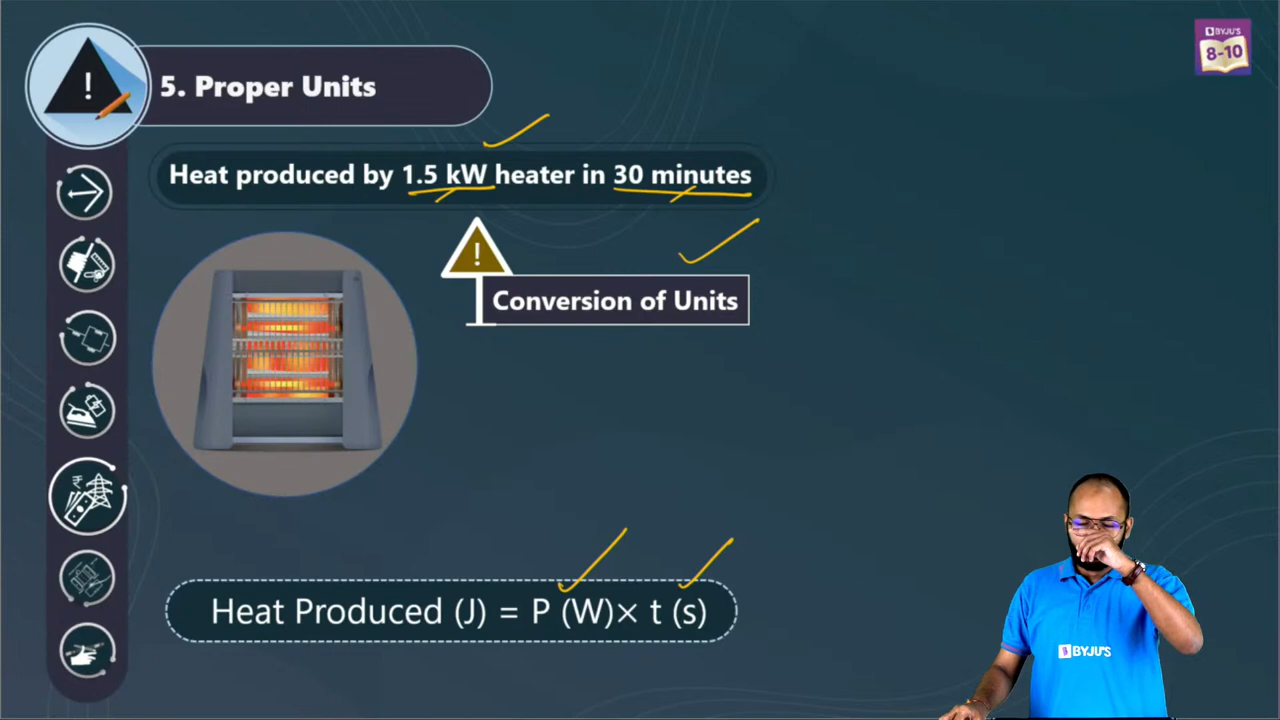 BYJU'S
8-10
!
5. Proper Units
Heat produced by 1.5 kW heater in 30 minutes
!
Conversion of Units
₹
Heat Produced (J) = P (W)× t (s)
BYJU'S